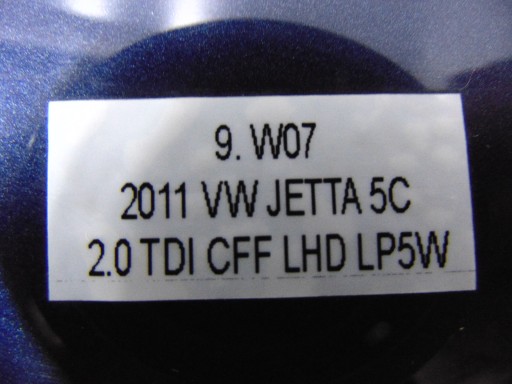 9. W07
2011 VW JETTA 5C
2.0 TDI CFF LHD LP5W